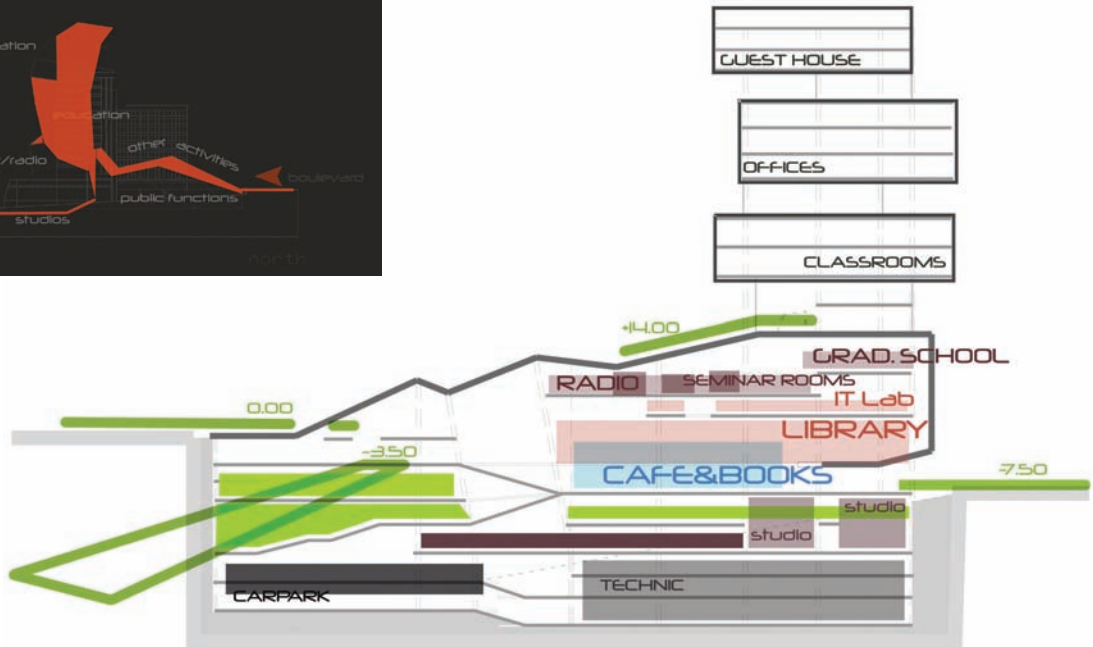 education
other activities
/radio
boulevard
public functions
studios
north
GUEST HOUSE
OFFICES
CLASSROOMS
+14.00
GRAD. SCHOOL
RADIO
SEMINAR ROOMS
IT Lab
0.00
LIBRARY
-3.50
CAFE&BOOKS
-7.50
studio
studio
CARPARK
TECHNIC